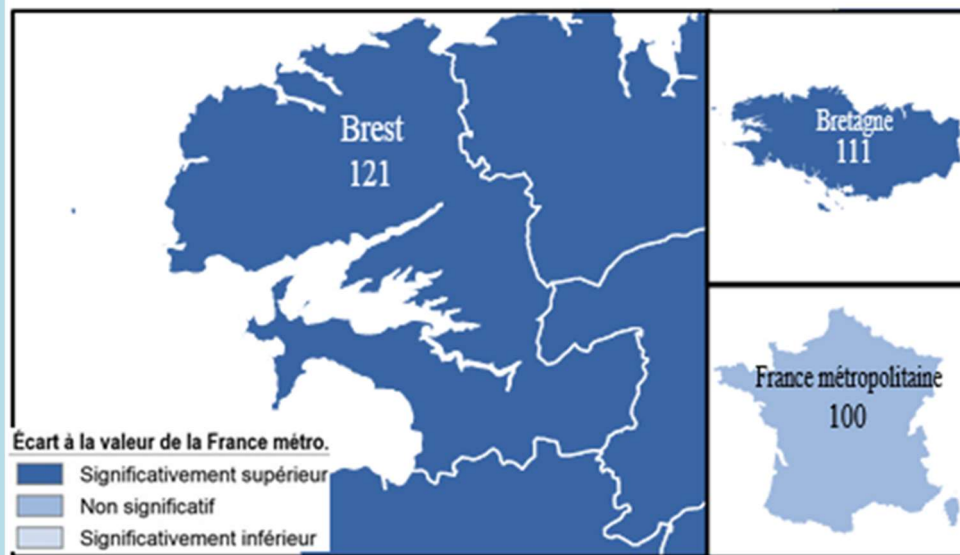 Brest
121
Bretagne
111
France métropolitaine
100
Écart à la valeur de la France métro.
Significativement supérieur
Non significatif
Significativement inférieur